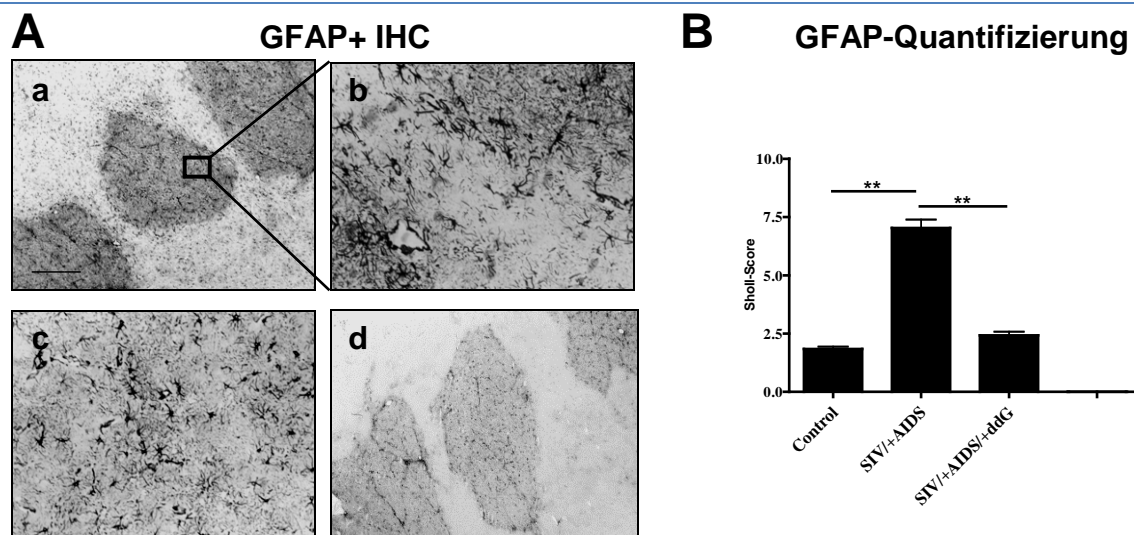 A GFAP+ IHC
a
b
c
d
B GFAP-Quantifizierung
10.0
7.5
5.0
2.5
0.0
Sholl-Score
**
**
Control
SIV/+AIDS
SIV/+AIDS/+ddG